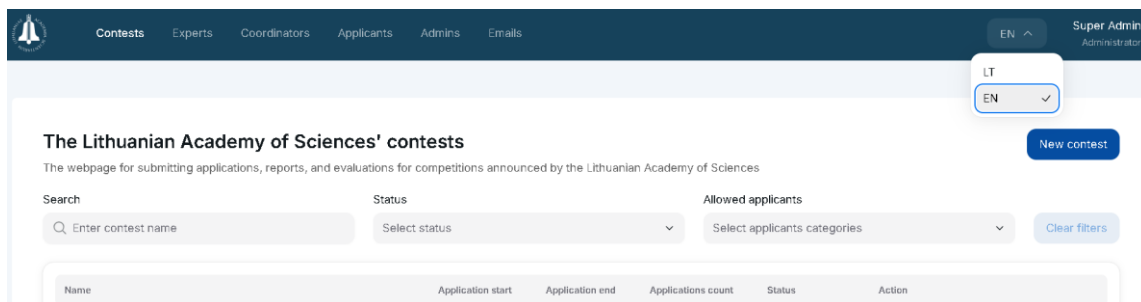 Contests Experts Coordinators Applicants Admins Emails EN Super Admin
Administrator
LT
EN
The Lithuanian Academy of Sciences' contests
New contest
The webpage for submitting applications, reports, and evaluations for competitions announced by the Lithuanian Academy of Sciences
Search Status Allowed applicants
Enter contest name Select status Select applicants categories Clear filters
Name Application start Application end Applications count Status Action